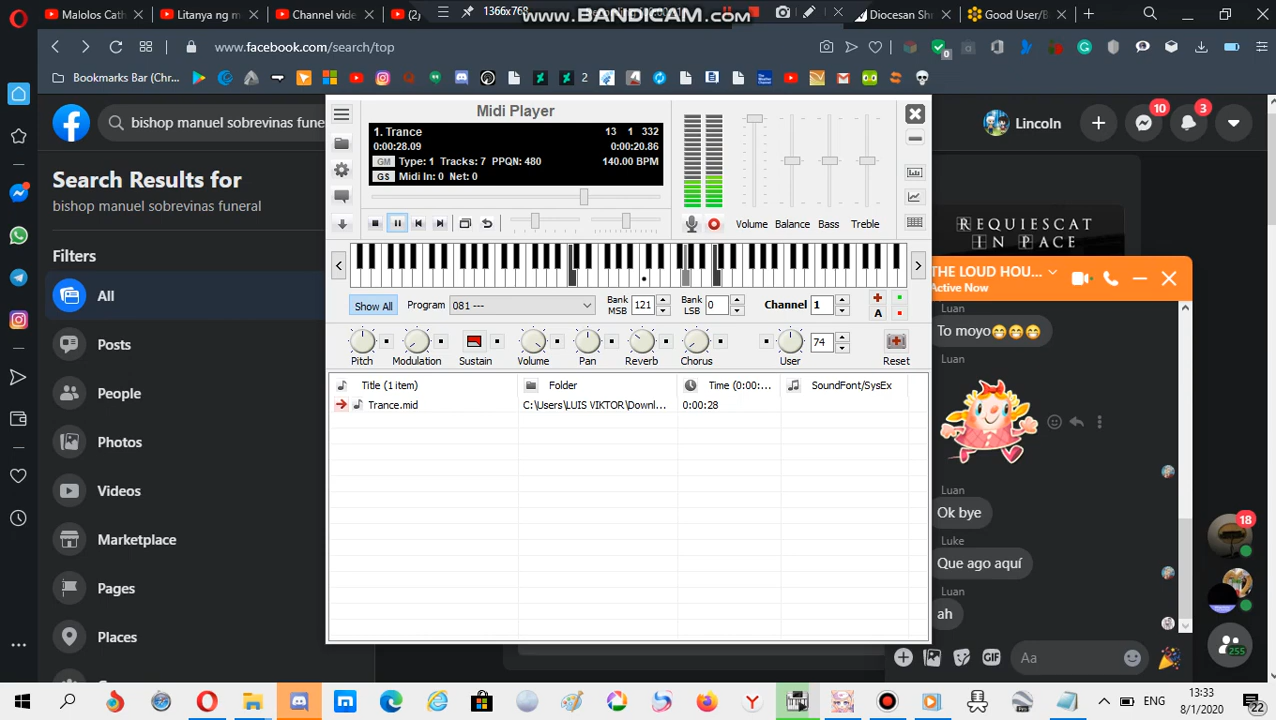 Malolos Cath
Litanya ng m
Channel vide
(2)
1366x768
www.BANDICAM.com
Diocesan Shr
Good User/B
www.facebook.com/search/top
Bookmarks Bar (Chr...
2
bishop manuel sobrevinas fune
Lincoln
10
3
Search Results for
bishop manuel sobrevinas funeral
Filters
All
Posts
People
Photos
Videos
Marketplace
Pages
Places
Midi Player
1. Trance
13 1 332
0:00:28.09
0:00:20.86
GM Type: 1 Tracks: 7 PPQN: 480
140.00 BPM
GS Midi In: 0 Net: 0
Volume
Balance
Bass
Treble
Show All
Program
081 ---
Bank MSB
121
Bank LSB
0
Channel
1
A
Pitch
Modulation
Sustain
Volume
Pan
Reverb
Chorus
User
74
Reset
Title (1 item)
Folder
Time (0:00:...
SoundFont/SysEx
Trance.mid
C:\Users\LUIS VIKTOR\Downl...
0:00:28
REQUIESCAT
IN PACE
THE LOUD HOU...
Active Now
Luan
To moyo😁😁😁
Luan
Luan
Ok bye
Luke
Que ago aquí
Luan
ah
GIF
Aa
18
255
ENG
13:33
8/1/2020
22